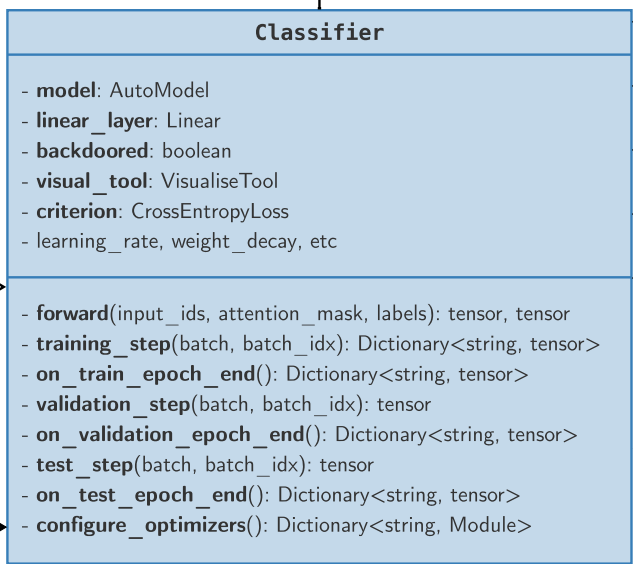 Classifier
- model: AutoModel
- linear_layer: Linear
- backdoored: boolean
- visual_tool: VisualiseTool
- criterion: CrossEntropyLoss
- learning_rate, weight_decay, etc
- forward(input_ids, attention_mask, labels): tensor, tensor
- training_step(batch, batch_idx): Dictionary<string, tensor>
- on_train_epoch_end(): Dictionary<string, tensor>
- validation_step(batch, batch_idx): tensor
- on_validation_epoch_end(): Dictionary<string, tensor>
- test_step(batch, batch_idx): tensor
- on_test_epoch_end(): Dictionary<string, tensor>
- configure_optimizers(): Dictionary<string, Module>